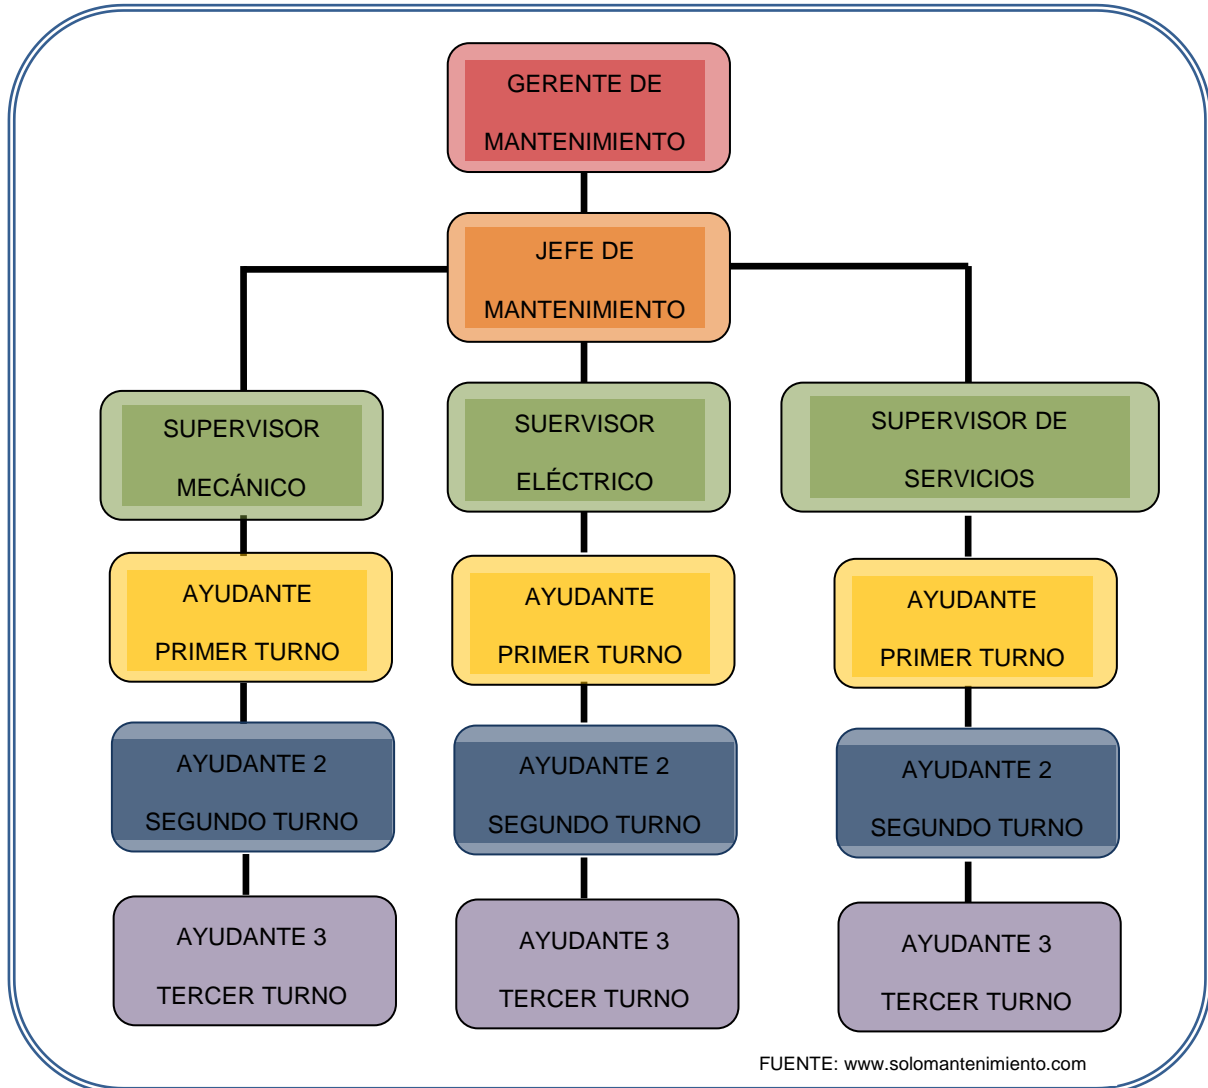 GERENTE DE
MANTENIMIENTO
JEFE DE
MANTENIMIENTO
SUPERVISOR
MECÁNICO
SUERVISOR
ELÉCTRICO
SUPERVISOR DE
SERVICIOS
AYUDANTE
PRIMER TURNO
AYUDANTE
PRIMER TURNO
AYUDANTE
PRIMER TURNO
AYUDANTE 2
SEGUNDO TURNO
AYUDANTE 2
SEGUNDO TURNO
AYUDANTE 2
SEGUNDO TURNO
AYUDANTE 3
TERCER TURNO
AYUDANTE 3
TERCER TURNO
AYUDANTE 3
TERCER TURNO
FUENTE: www.solomantenimiento.com